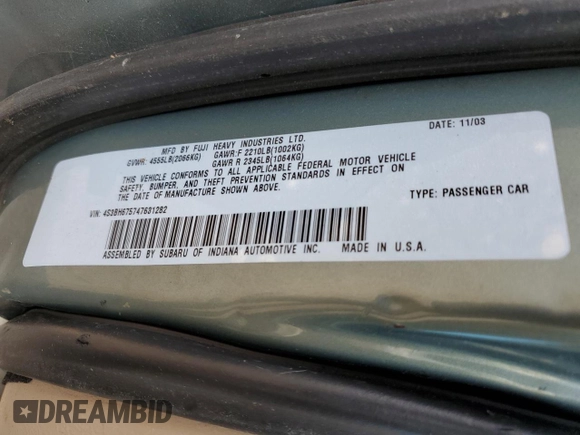 MFD BY FUJI HEAVY INDUSTRIES LTD. DATE: 11/03
GVWR: 4555LB(2066KG) GAWR:F 2210LB(1002KG)
GAWR R 2345LB(1064KG)
THIS VEHICLE CONFORMS TO ALL APPLICABLE FEDERAL MOTOR VEHICLE
SAFETY, BUMPER, AND THEFT PREVENTION STANDARDS IN EFFECT ON
THE DATE OF MANUFACTURE SHOWN ABOVE.
VIN: 4S3BH675747631282 TYPE: PASSENGER CAR
ASSEMBLED BY SUBARU OF INDIANA AUTOMOTIVE INC. MADE IN U.S.A.
DREAMBID